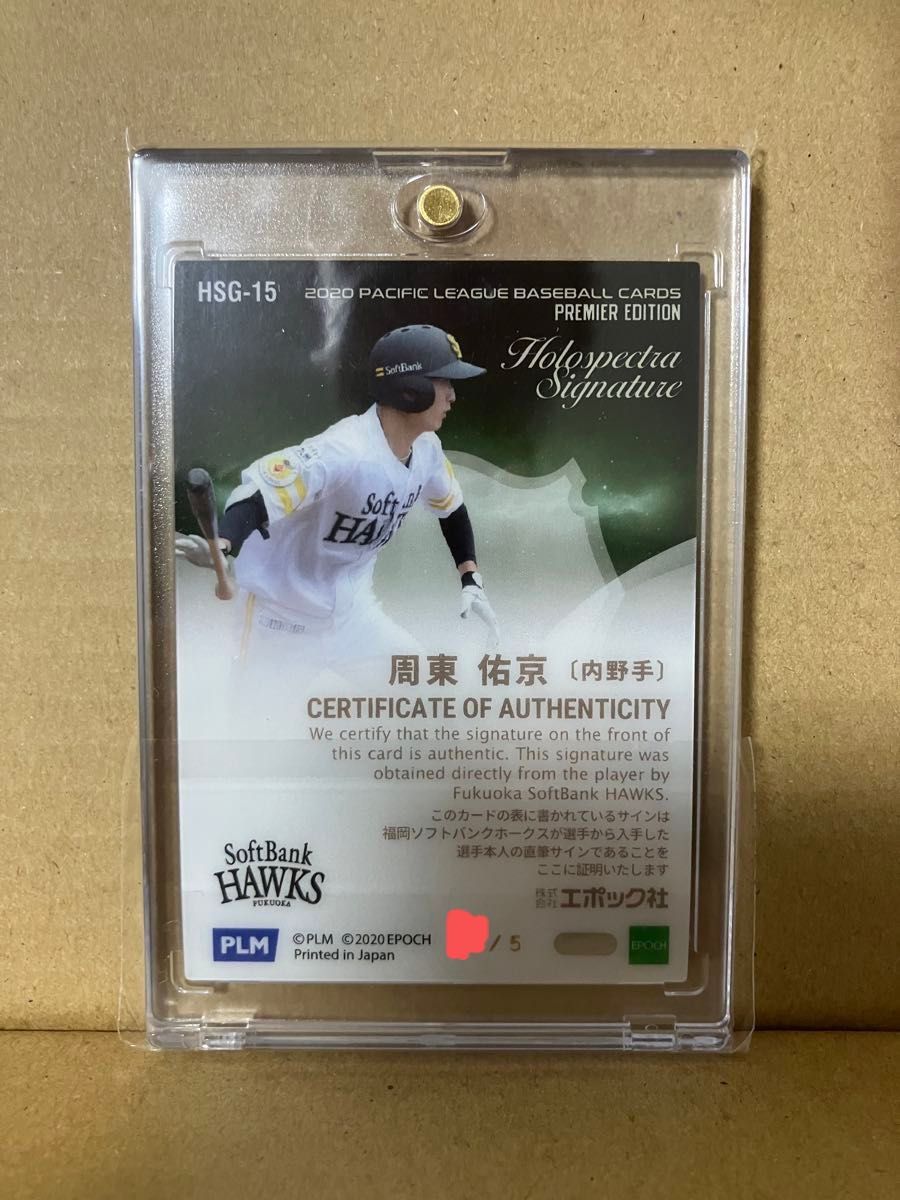 HSG-15
2020 PACIFIC LEAGUE BASEBALL CARDS
PREMIER EDITION
Holospectra
Signature
SoftBank
SoftBank
周東 佑京 〔内野手〕
CERTIFICATE OF AUTHENTICITY
We certify that the signature on the front of
this card is authentic. This signature was
obtained directly from the player by
Fukuoka SoftBank HAWKS.
このカードの表に書かれているサインは
福岡ソフトバンクホークスが選手から入手した
選手本人の直筆サインであることを
ここに証明いたします
SoftBank
HAWKS
FUKUOKA
株式会社エポック社
PLM
©PLM ©2020 EPOCH
Printed in Japan
/ 5
EPOCH